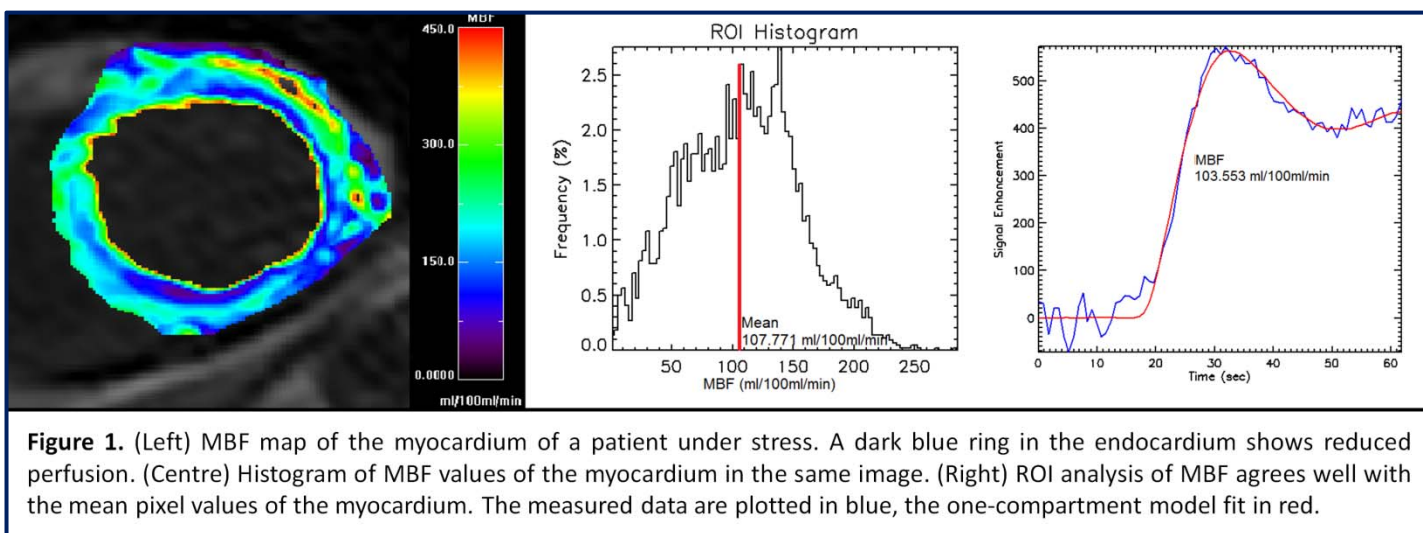 MBF
450.0
300.0
150.0
0.0000
ml/100ml/min
ROI Histogram
2.5
2.0
1.5
1.0
0.5
0.0
Frequency (%)
Mean
107.771 ml/100ml/min
50 100 150 200 250
MBF (ml/100ml/min)
500
400
300
200
100
0
Signal Enhancement
MBF
103.553 ml/100ml/min
0 10 20 30 40 50 60
Time (sec)
Figure 1. (Left) MBF map of the myocardium of a patient under stress. A dark blue ring in the endocardium shows reduced
perfusion. (Centre) Histogram of MBF values of the myocardium in the same image. (Right) ROI analysis of MBF agrees well with
the mean pixel values of the myocardium. The measured data are plotted in blue, the one-compartment model fit in red.